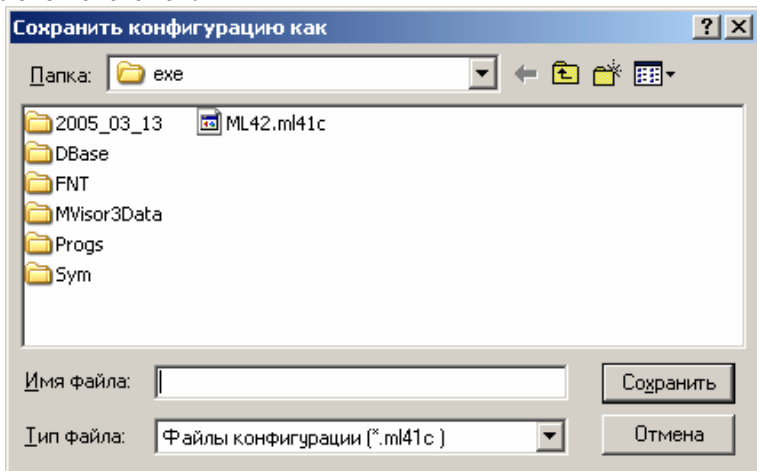 Сохранить конфигурацию как
Папка: exe
2005_03_13 ML42.ml41c
DBase
FNT
MVisor3Data
Progs
Sym
Имя файла: Сохранить
Тип файла: Файлы конфигурации (*.ml41c ) Отмена